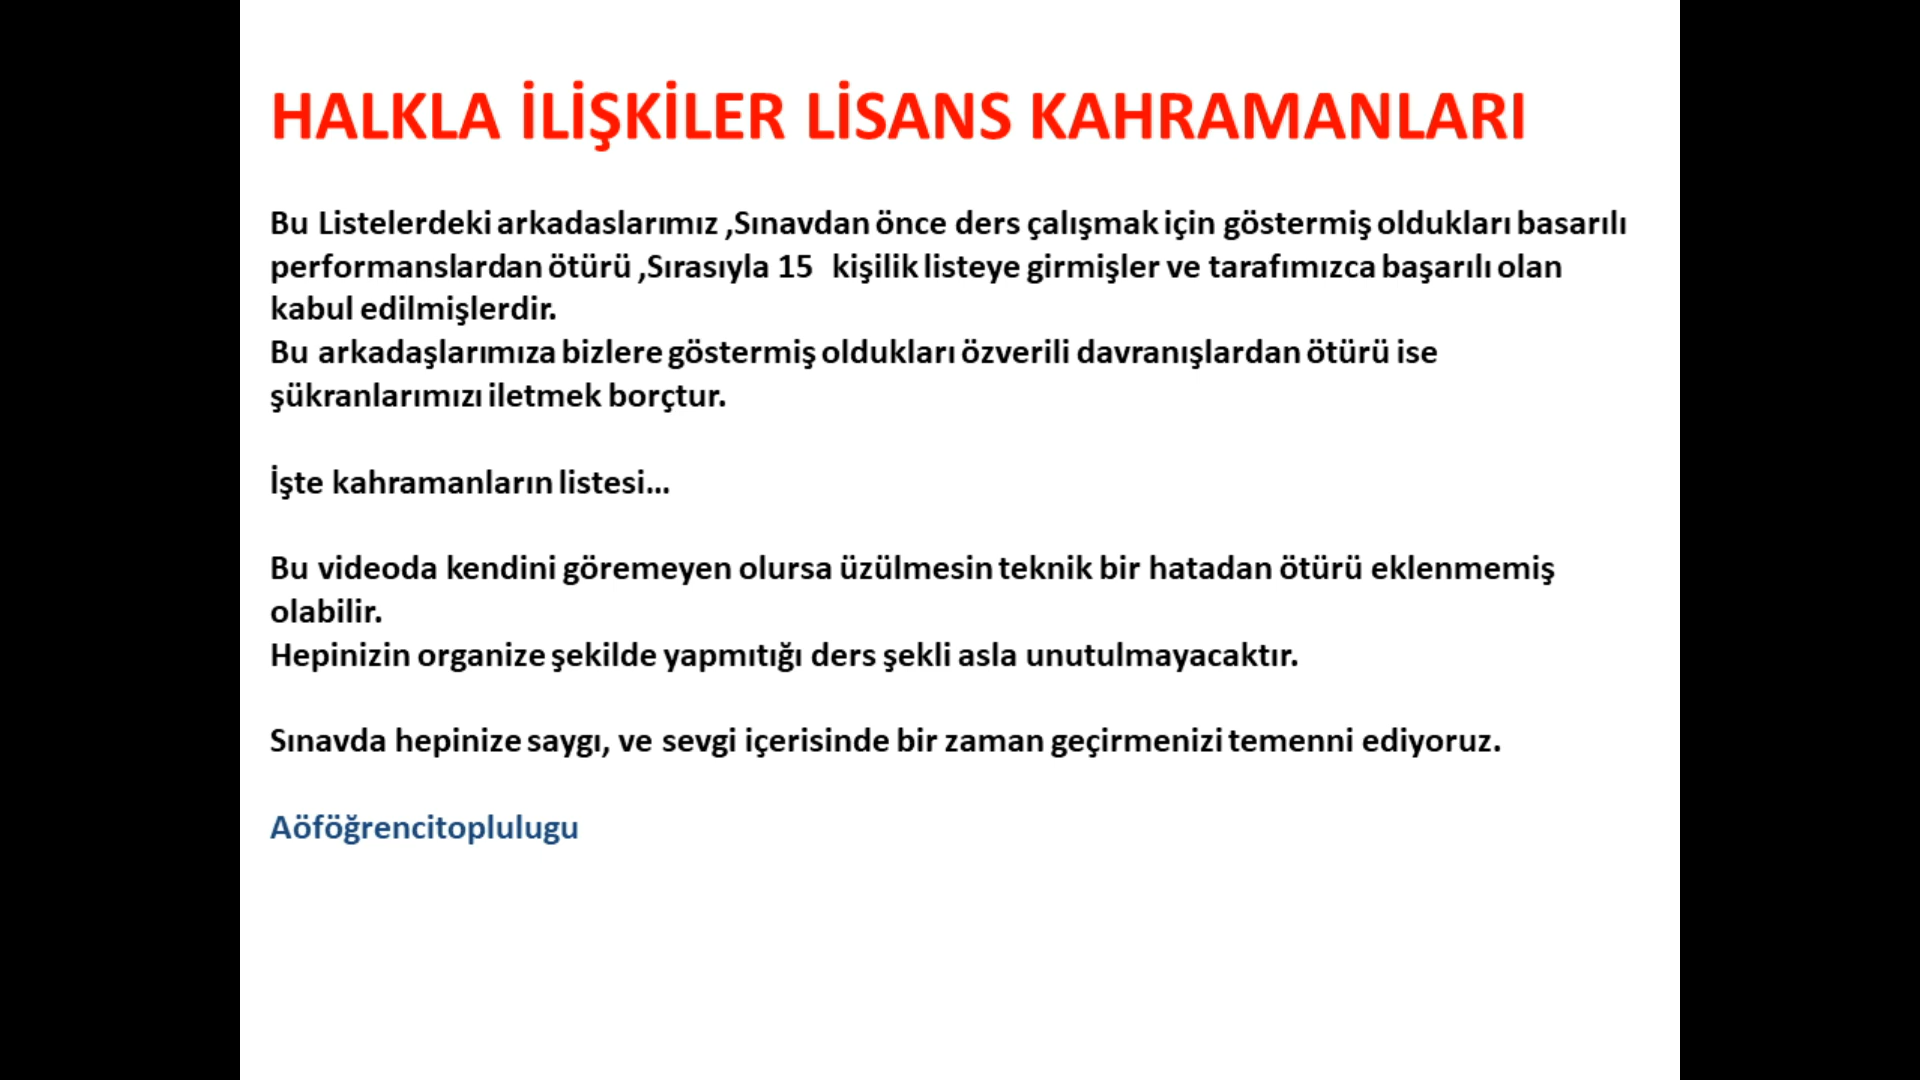 HALKLA İLİŞKİLER LİSANS KAHRAMANLARI
Bu Listelerdeki arkadaslarımız ,Sınavdan önce ders çalışmak için göstermiş oldukları basarılı
performanslardan ötürü ,Sırasıyla 15 kişilik listeye girmişler ve tarafımızca başarılı olan
kabul edilmişlerdir.
Bu arkadaşlarımıza bizlere göstermiş oldukları özverili davranışlardan ötürü ise
şükranlarımızı iletmek borçtur.
İşte kahramanların listesi...
Bu videoda kendini göremeyen olursa üzülmesin teknik bir hatadan ötürü eklenmemiş
olabilir.
Hepinizin organize şekilde yapmıtığı ders şekli asla unutulmayacaktır.
Sınavda hepinize saygı, ve sevgi içerisinde bir zaman geçirmenizi temenni ediyoruz.
Aöföğrencitoplulugu